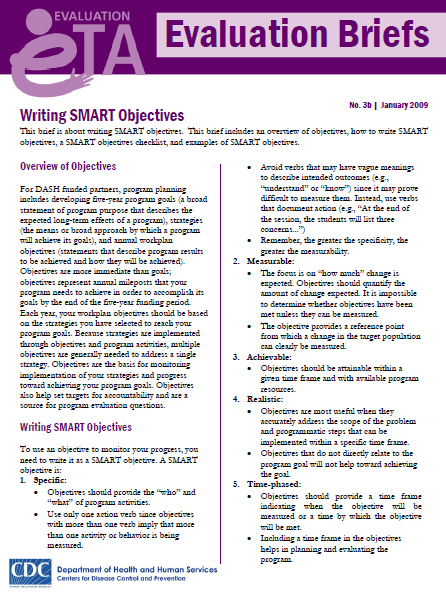 EVALUATION
eTA
Evaluation Briefs
No. 3b | January 2009
Writing SMART Objectives
This brief is about writing SMART objectives. This brief includes an overview of objectives, how to write SMART
objectives, a SMART objectives checklist, and examples of SMART objectives.
Overview of Objectives
For DASH funded partners, program planning
includes developing five-year program goals (a broad
statement of program purpose that describes the
expected long-term effects of a program), strategies
(the means or broad approach by which a program
will achieve its goals), and annual workplan
objectives (statements that describe program results
to be achieved and how they will be achieved).
Objectives are more immediate than goals;
objectives represent annual mileposts that your
program needs to achieve in order to accomplish its
goals by the end of the five-year funding period.
Each year, your workplan objectives should be based
on the strategies you have selected to reach your
program goals. Because strategies are implemented
through objectives and program activities, multiple
objectives are generally needed to address a single
strategy. Objectives are the basis for monitoring
implementation of your strategies and progress
toward achieving your program goals. Objectives
also help set targets for accountability and are a
source for program evaluation questions.
Writing SMART Objectives
To use an objective to monitor your progress, you
need to write it as a SMART objective. A SMART
objective is:
1. Specific:
• Objectives should provide the “who” and
“what” of program activities.
• Use only one action verb since objectives
with more than one verb imply that more
than one activity or behavior is being
measured.
• Avoid verbs that may have vague meanings
to describe intended outcomes (e.g.,
“understand” or “know”) since it may prove
difficult to measure them. Instead, use verbs
that document action (e.g., “At the end of
the session, the students will list three
concerns...”)
• Remember, the greater the specificity, the
greater the measurability.
2. Measurable:
• The focus is on “how much” change is
expected. Objectives should quantify the
amount of change expected. It is impossible
to determine whether objectives have been
met unless they can be measured.
• The objective provides a reference point
from which a change in the target population
can clearly be measured.
3. Achievable:
• Objectives should be attainable within a
given time frame and with available program
resources.
4. Realistic:
• Objectives are most useful when they
accurately address the scope of the problem
and programmatic steps that can be
implemented within a specific time frame.
• Objectives that do not directly relate to the
program goal will not help toward achieving
the goal.
5. Time-phased:
• Objectives should provide a time frame
indicating when the objective will be
measured or a time by which the objective
will be met.
• Including a time frame in the objectives
helps in planning and evaluating the
program.
CDC
Department of Health and Human Services
Centers for Disease Control and Prevention